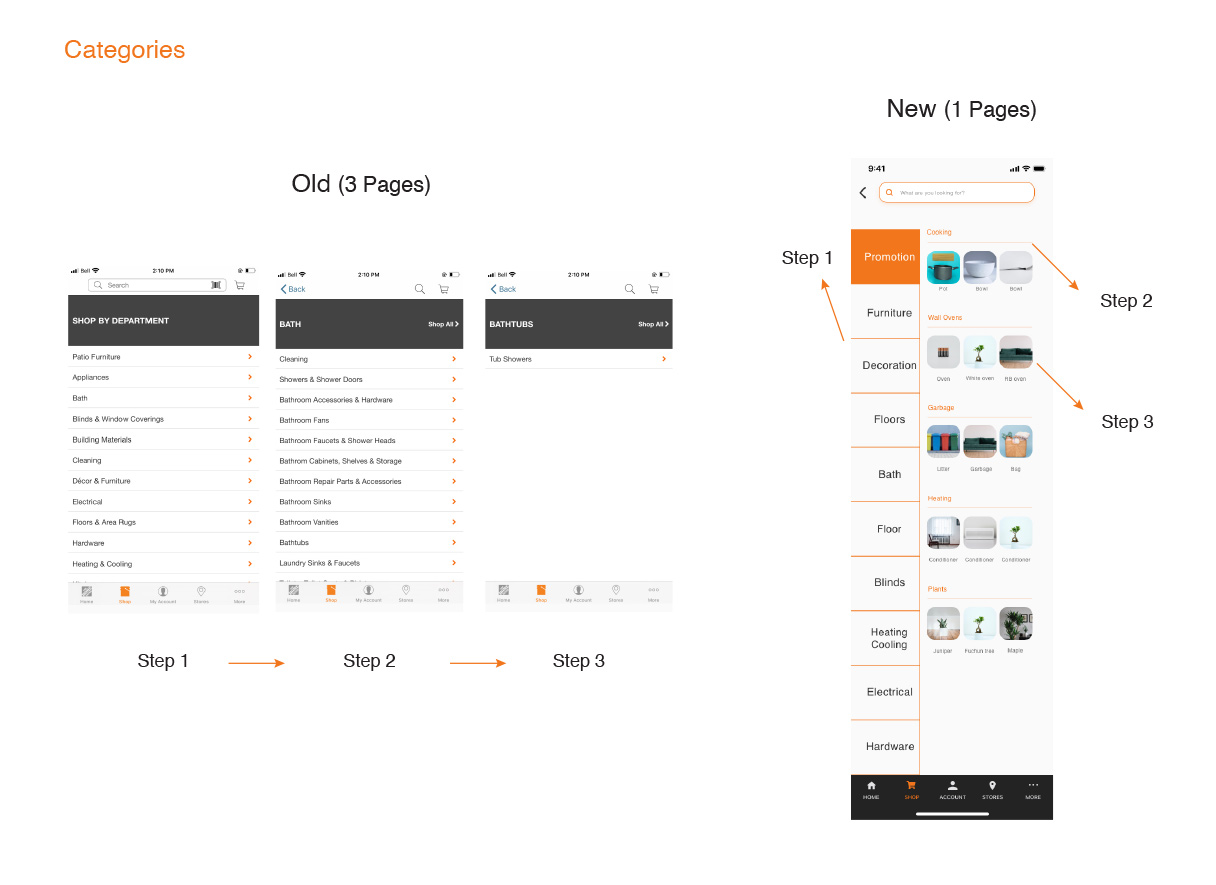 Categories
Old (3 Pages)
Bell
2:10 PM
Search
SHOP BY DEPARTMENT
Patio Furniture
Appliances
Bath
Blinds & Window Coverings
Building Materials
Cleaning
Décor & Furniture
Electrical
Floors & Area Rugs
Hardware
Heating & Cooling
Home
Shop
My Account
Stores
More
Bell
2:10 PM
Back
BATH
Shop All
Cleaning
Showers & Shower Doors
Bathroom Accessories & Hardware
Bathroom Fans
Bathroom Faucets & Shower Heads
Bathrom Cabinets, Shelves & Storage
Bathroom Repair Parts & Accessories
Bathroom Sinks
Bathroom Vanities
Bathtubs
Laundry Sinks & Faucets
Home
Shop
My Account
Stores
More
Bell
2:10 PM
Back
BATHTUBS
Shop All
Tub Showers
Home
Shop
My Account
Stores
More
Step 1
Step 2
Step 3
New (1 Pages)
9:41
What are you looking for?
Promotion
Furniture
Decoration
Floors
Bath
Floor
Blinds
Heating
Cooling
Electrical
Hardware
Cooking
Pot
Bowl
Bowl
Wall Ovens
Oven
White oven
RB oven
Garbage
Litter
Garbage
Bag
Heating
Conditioner
Conditioner
Conditioner
Plants
Juniper
Fuchun tree
Maple
HOME
SHOP
ACCOUNT
STORES
MORE
Step 1
Step 2
Step 3